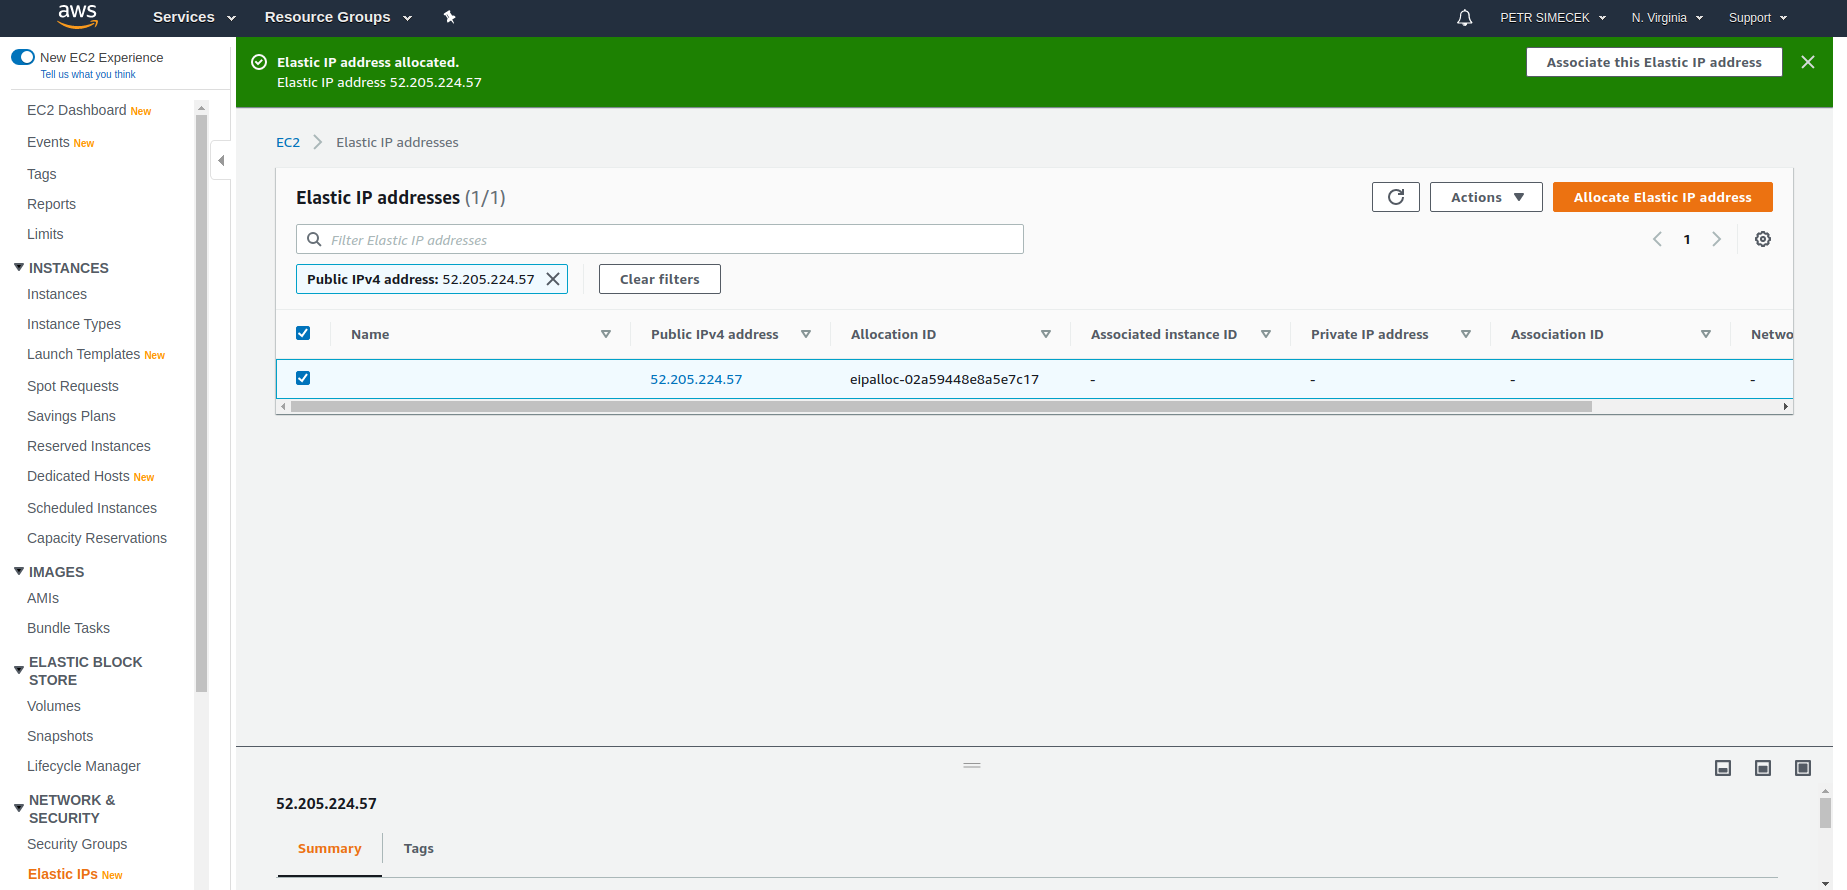 aws
Services
Resource Groups
PETR SIMECEK
N. Virginia
Support
New EC2 Experience
Tell us what you think
EC2 Dashboard New
Events New
Tags
Reports
Limits
INSTANCES
Instances
Instance Types
Launch Templates New
Spot Requests
Savings Plans
Reserved Instances
Dedicated Hosts New
Scheduled Instances
Capacity Reservations
IMAGES
AMIs
Bundle Tasks
ELASTIC BLOCK
STORE
Volumes
Snapshots
Lifecycle Manager
NETWORK &
SECURITY
Security Groups
Elastic IPs New
Elastic IP address allocated.
Elastic IP address 52.205.224.57
Associate this Elastic IP address
EC2
Elastic IP addresses
Elastic IP addresses (1/1)
Actions
Allocate Elastic IP address
Filter Elastic IP addresses
1
Public IPv4 address: 52.205.224.57
Clear filters
Name Public IPv4 address Allocation ID Associated instance ID Private IP address Association ID Netwo
52.205.224.57 eipalloc-02a59448e8a5e7c17 - - - -
52.205.224.57
Summary
Tags